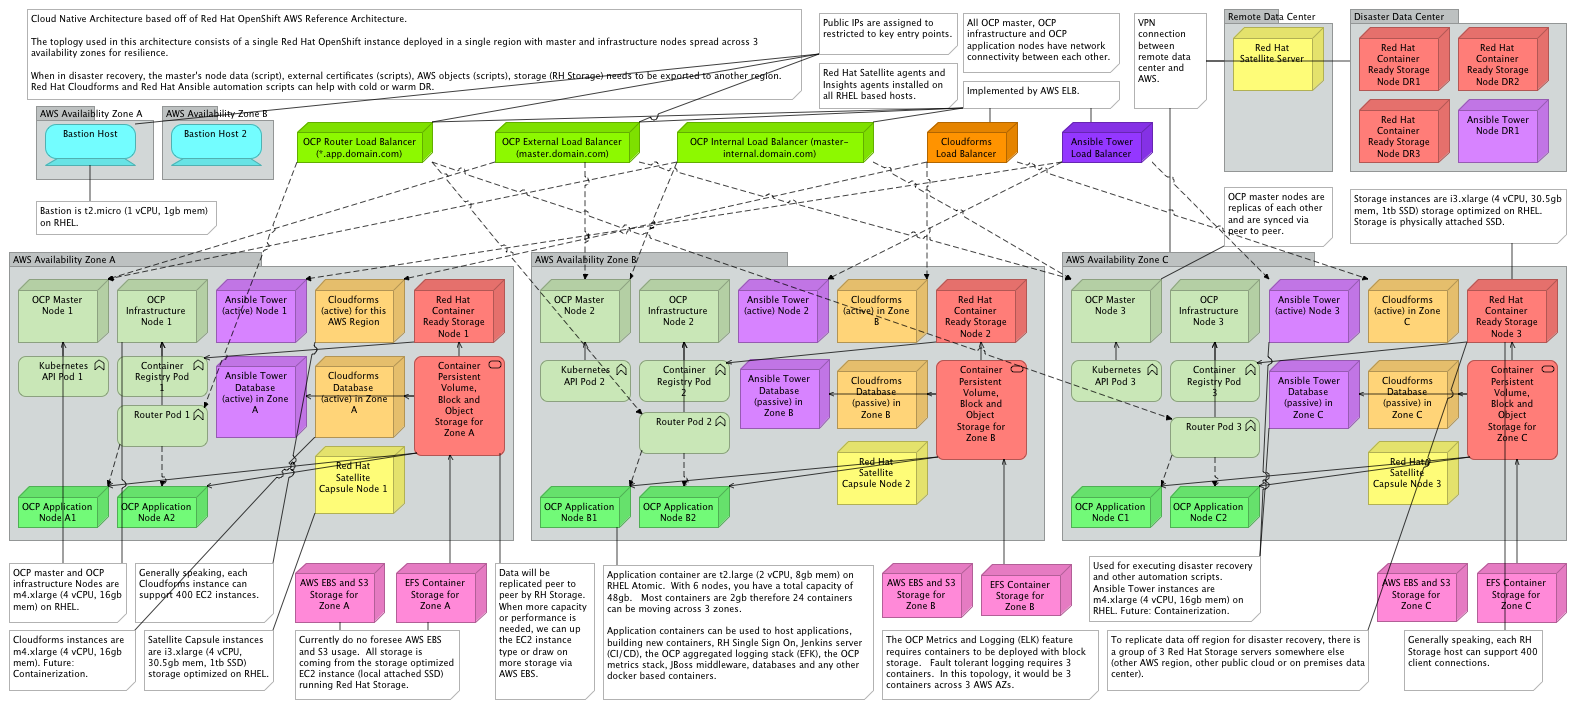 Cloud Native Architecture based off of Red Hat OpenShift AWS Reference Architecture.
The toplogy used in this architecture consists of a single Red Hat OpenShift instance deployed in a single region with master and infrastructure nodes spread across 3
availability zones for resilience.
When in disaster recovery, the master's node data (script), external certificates (scripts), AWS objects (scripts), storage (RH Storage) needs to be exported to another region.
Red Hat Cloudforms and Red Hat Ansible automation scripts can help with cold or warm DR.
Public IPs are assigned to
restricted to key entry points.
Red Hat Satellite agents and
Insights agents installed on
all RHEL based hosts.
All OCP master, OCP
infrastructure and OCP
application nodes have network
connectivity between each other.
Implemented by AWS ELB.
VPN
connection
between
remote data
center and
AWS.
Remote Data Center
Red Hat
Satellite Server
Disaster Data Center
Red Hat
Container
Ready Storage
Node DR1
Red Hat
Container
Ready Storage
Node DR2
Red Hat
Container
Ready Storage
Node DR3
Ansible Tower
Node DR1
AWS Availaibility Zone A
Bastion Host
AWS Availaibility Zone B
Bastion Host 2
OCP Router Load Balancer
(*.app.domain.com)
OCP External Load Balancer
(master.domain.com)
OCP Internal Load Balancer (master-
internal.domain.com)
Cloudforms
Load Balancer
Ansible Tower
Load Balancer
Bastion is t2.micro (1 vCPU, 1gb mem)
on RHEL.
OCP master nodes are
replicas of each other
and are synced via
peer to peer.
Storage instances are i3.xlarge (4 vCPU, 30.5gb
mem, 1tb SSD) storage optimized on RHEL.
Storage is physically attached SSD.
AWS Availability Zone A
OCP Master
Node 1
OCP
Infrastructure
Node 1
Ansible Tower
(active) Node 1
Cloudforms
(active) for this
AWS Region
Red Hat
Container
Ready Storage
Node 1
Kubernetes
API Pod 1
Container
Registry Pod
1
Ansible Tower
Database
(active) in Zone
A
Cloudforms
Database
(active) in Zone
A
Container
Persistent
Volume,
Block and
Object
Storage for
Zone A
Router Pod 1
Red Hat
Satellite
Capsule Node 1
OCP Application
Node A1
OCP Application
Node A2
AWS Availability Zone B
OCP Master
Node 2
OCP
Infrastructure
Node 2
Ansible Tower
(active) Node 2
Cloudforms
(active) in Zone
B
Red Hat
Container
Ready Storage
Node 2
Kubernetes
API Pod 2
Container
Registry Pod
2
Ansible Tower
Database
(passive) in
Zone B
Cloudfroms
Database
(passive) in
Zone B
Container
Persistent
Volume,
Block and
Object
Storage for
Zone B
Router Pod 2
Red Hat
Satellite
Capsule Node 2
OCP Application
Node B1
OCP Application
Node B2
AWS Availability Zone C
OCP Master
Node 3
OCP
Infrastructure
Node 3
Ansible Tower
(active) Node 3
Cloudforms
(active) in Zone
C
Red Hat
Container
Ready Storage
Node 3
Kubernetes
API Pod 3
Container
Registry Pod
3
Ansible Tower
Database
(passive) in
Zone C
Cloudfroms
Database
(passive) in
Zone C
Container
Persistent
Volume,
Block and
Object
Storage for
Zone C
Router Pod 3
Red Hat
Satellite
Capsule Node 3
OCP Application
Node C1
OCP Application
Node C2
OCP master and OCP
infrastructure Nodes are
m4.xlarge (4 vCPU, 16gb
mem) on RHEL.
Generally speaking, each
Cloudforms instance can
support 400 EC2 instances.
AWS EBS and S3
Storage for
Zone A
EFS Container
Storage for
Zone A
Data will be
replicated peer to
peer by RH Storage.
When more capacity
or performance is
needed, we can up
the EC2 instance
type or draw on
more storage via
AWS EBS.
Application container are t2.large (2 vCPU, 8gb mem) on
RHEL Atomic.  With 6 nodes, you have a total capacity of
48gb.   Most containers are 2gb therefore 24 containers
can be moving across 3 zones.
Application containers can be used to host applications,
building new containers, RH Single Sign On, Jenkins server
(CI/CD), the OCP aggregated logging stack (EFK), the OCP
metrics stack, JBoss middleware, databases and any other
docker based containers.
AWS EBS and S3
Storage for
Zone B
EFS Container
Storage for
Zone B
Used for executing disaster recovery
and other automation scripts.
Ansible Tower instances are
m4.xlarge (4 vCPU, 16gb mem) on
RHEL. Future: Containerization.
AWS EBS and S3
Storage for
Zone C
EFS Container
Storage for
Zone C
Cloudforms instances are
m4.xlarge (4 vCPU, 16gb
mem). Future:
Containerization.
Satellite Capsule instances
are i3.xlarge (4 vCPU,
30.5gb mem, 1tb SSD)
storage optimized on RHEL.
Currently do no foresee AWS EBS
and S3 usage.  All storage is
coming from the storage optimized
EC2 instance (local attached SSD)
running Red Hat Storage.
The OCP Metrics and Logging (ELK) feature
requires containers to be deployed with block
storage.   Fault tolerant logging requires 3
containers.  In this topology, it would be 3
containers across 3 AWS AZs.
To replicate data off region for disaster recovery, there is
a group of 3 Red Hat Storage servers somewhere else
(other AWS region, other public cloud or on premises data
center).
Generally speaking, each RH
Storage host can support 400
client connections.